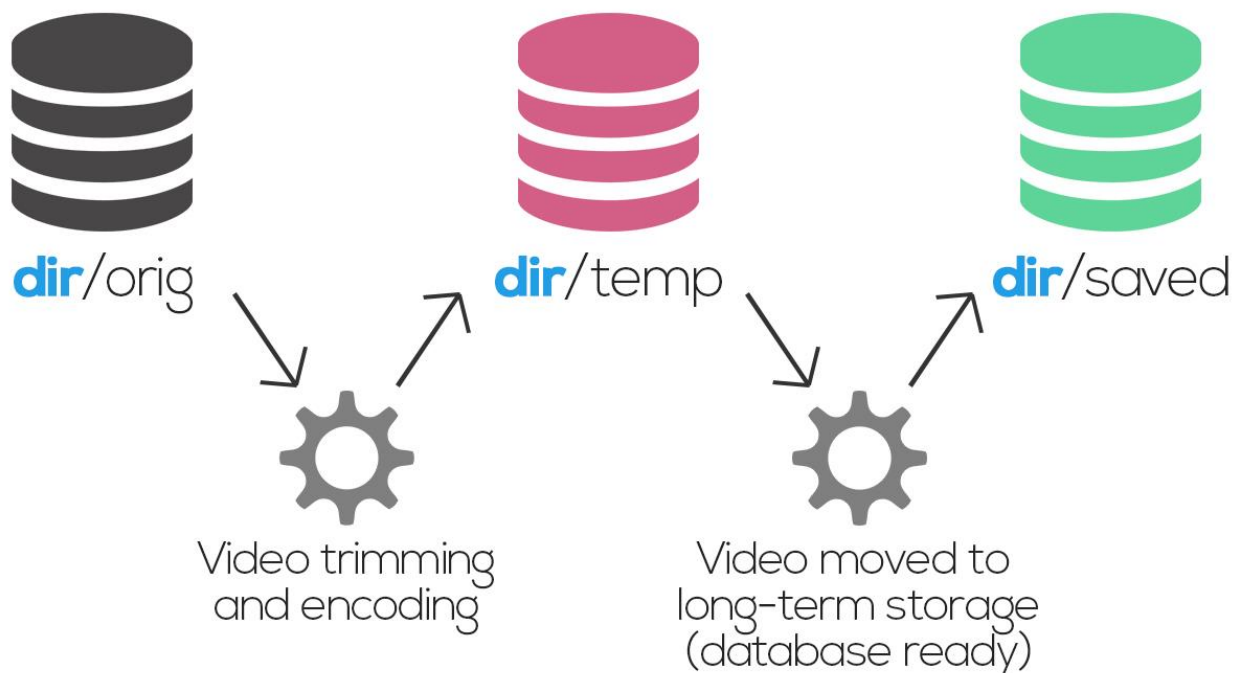 dir/orig
dir/temp
dir/saved
Video trimming
and encoding
Video moved to
long-term storage
(database ready)